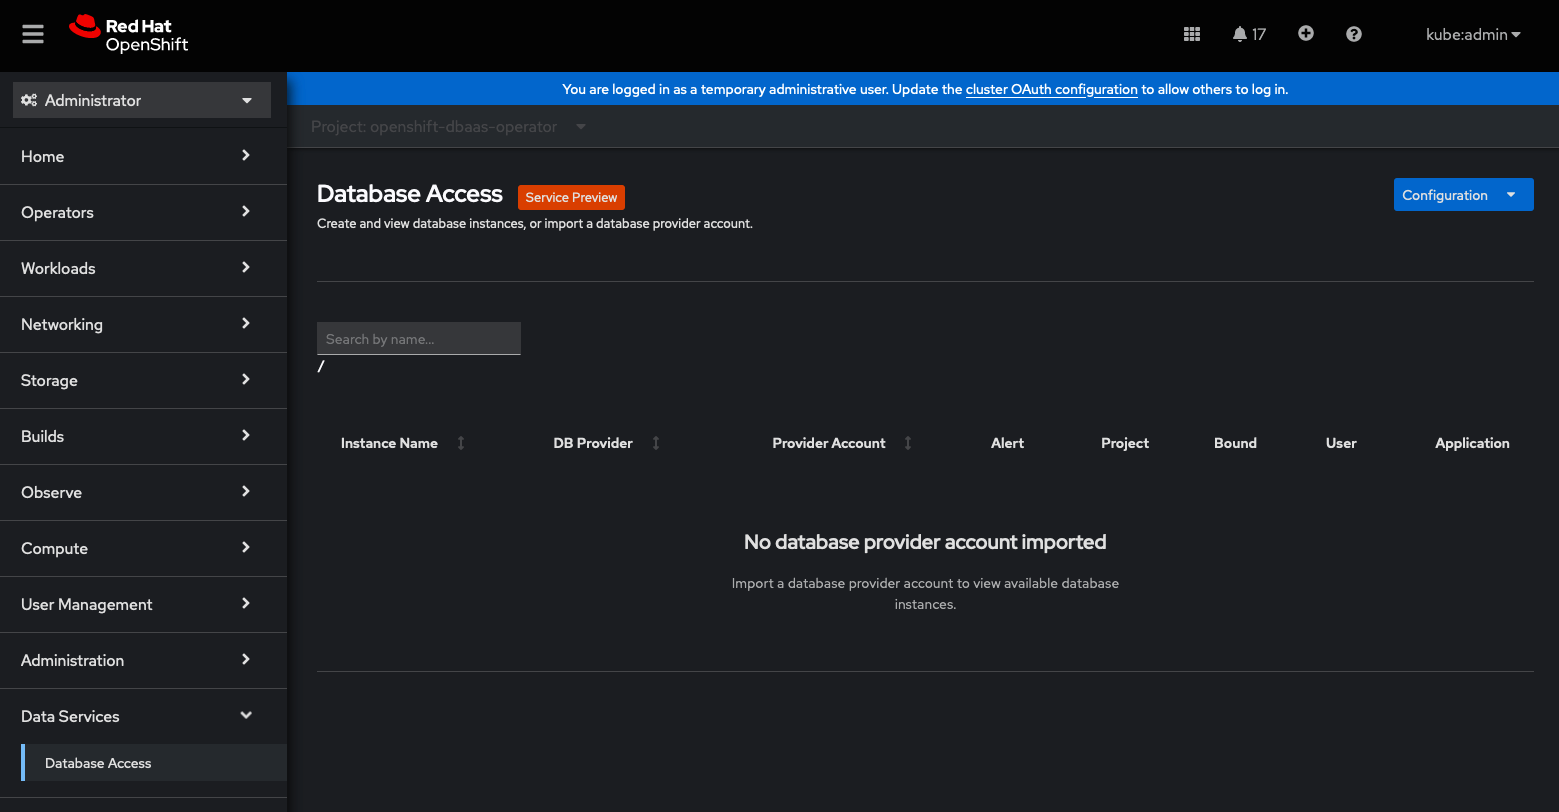 Red Hat
OpenShift
17
kube:admin
Administrator
Home
Operators
Workloads
Networking
Storage
Builds
Observe
Compute
User Management
Administration
Data Services
Database Access
You are logged in as a temporary administrative user. Update the cluster OAuth configuration to allow others to log in.
Project: openshift-dbaas-operator
Database Access Service Preview
Configuration
Create and view database instances, or import a database provider account.
Search by name...
/
Instance Name DB Provider Provider Account Alert Project Bound User Application
No database provider account imported
Import a database provider account to view available database
instances.